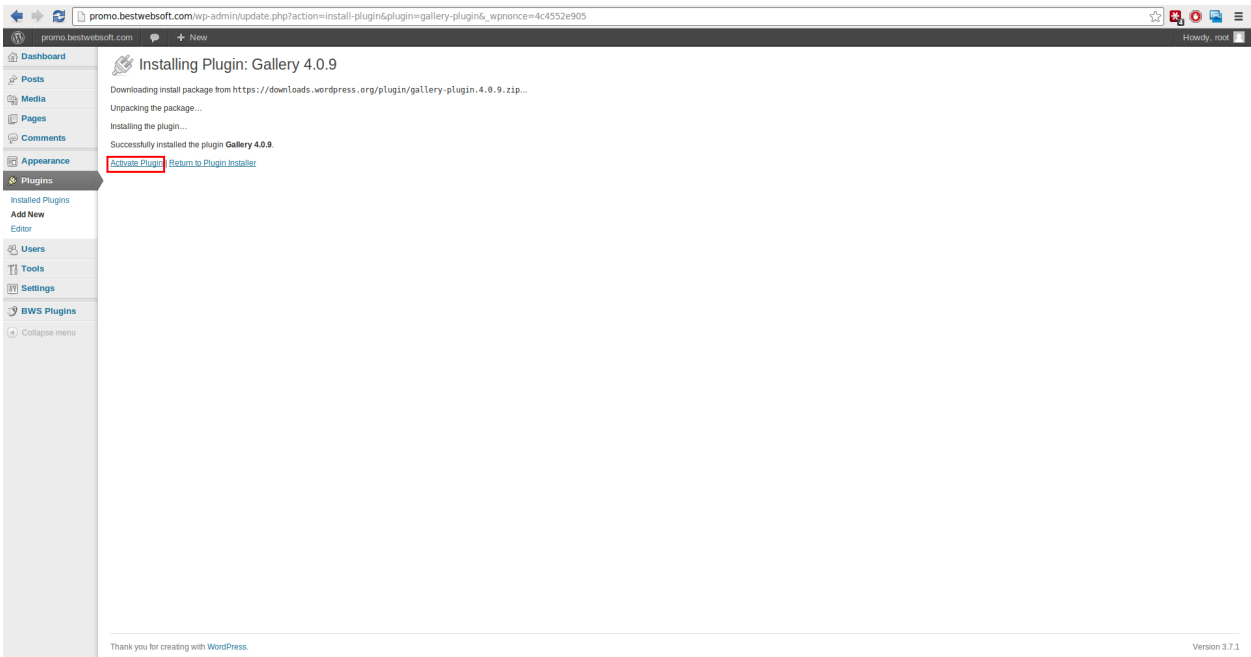 promo.bestwebsoft.com/wp-admin/update.php?action=install-plugin&plugin=gallery-plugin&_wpnonce=4c4552e905
promo.bestwebsoft.com + New Howdy, root
Dashboard
Posts
Media
Pages
Comments
Appearance
Plugins
Installed Plugins
Add New
Editor
Users
Tools
Settings
BWS Plugins
Collapse menu
Installing Plugin: Gallery 4.0.9
Downloading install package from https://downloads.wordpress.org/plugin/gallery-plugin.4.0.9.zip…
Unpacking the package…
Installing the plugin…
Successfully installed the plugin Gallery 4.0.9.
Activate Plugin | Return to Plugin Installer
Thank you for creating with WordPress. Version 3.7.1